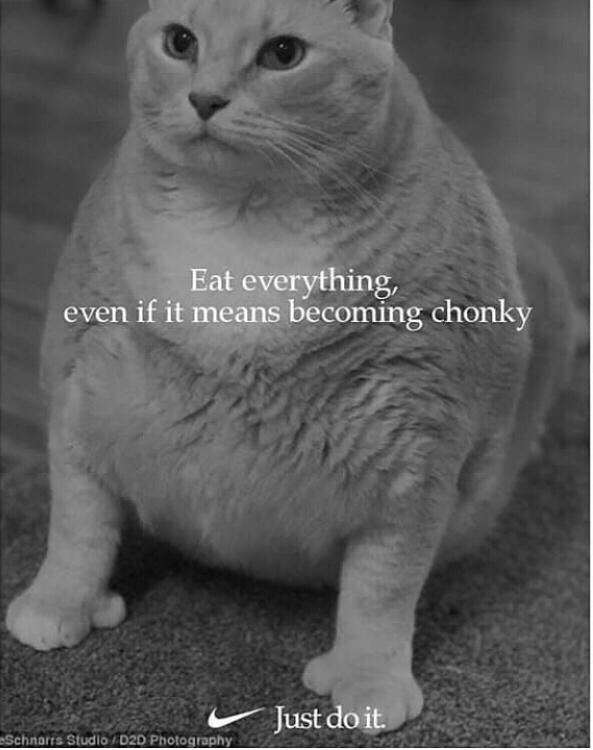 Eat everything,
even if it means becoming chonky
Just do it.
eSchnarrs Studio / D2D Photography